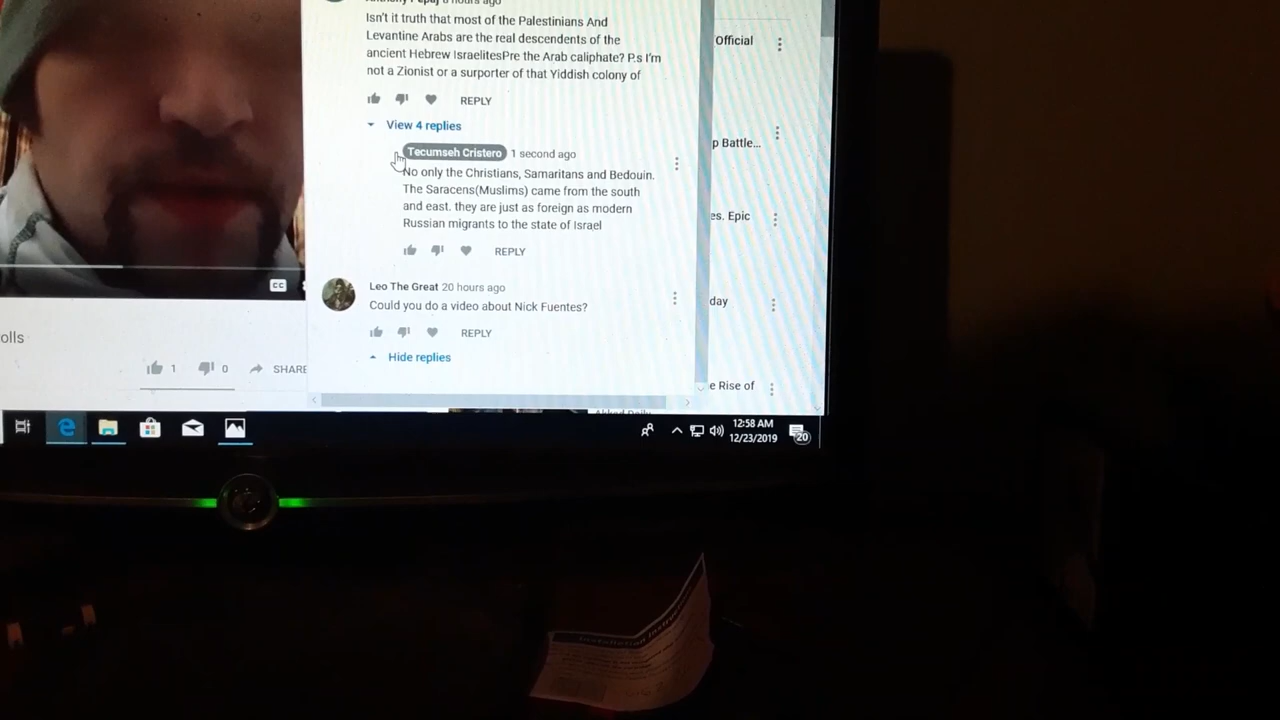 hours ago
Isn't it truth that most of the Palestinians And
Levantine Arabs are the real descendents of the
ancient Hebrew IsraelitesPre the Arab caliphate? P.s I'm
not a Zionist or a surporter of that Yiddish colony of
REPLY
View 4 replies
Tecumseh Cristero 1 second ago
No only the Christians, Samaritans and Bedouin.
The Saracens(Muslims) came from the south
and east. they are just as foreign as modern
Russian migrants to the state of Israel
REPLY
Leo The Great 20 hours ago
Could you do a video about Nick Fuentes?
REPLY
Hide replies
Official
p Battle...
es. Epic
day
e Rise of
CC
olls
1 0 SHARE
12:58 AM
12/23/2019
20